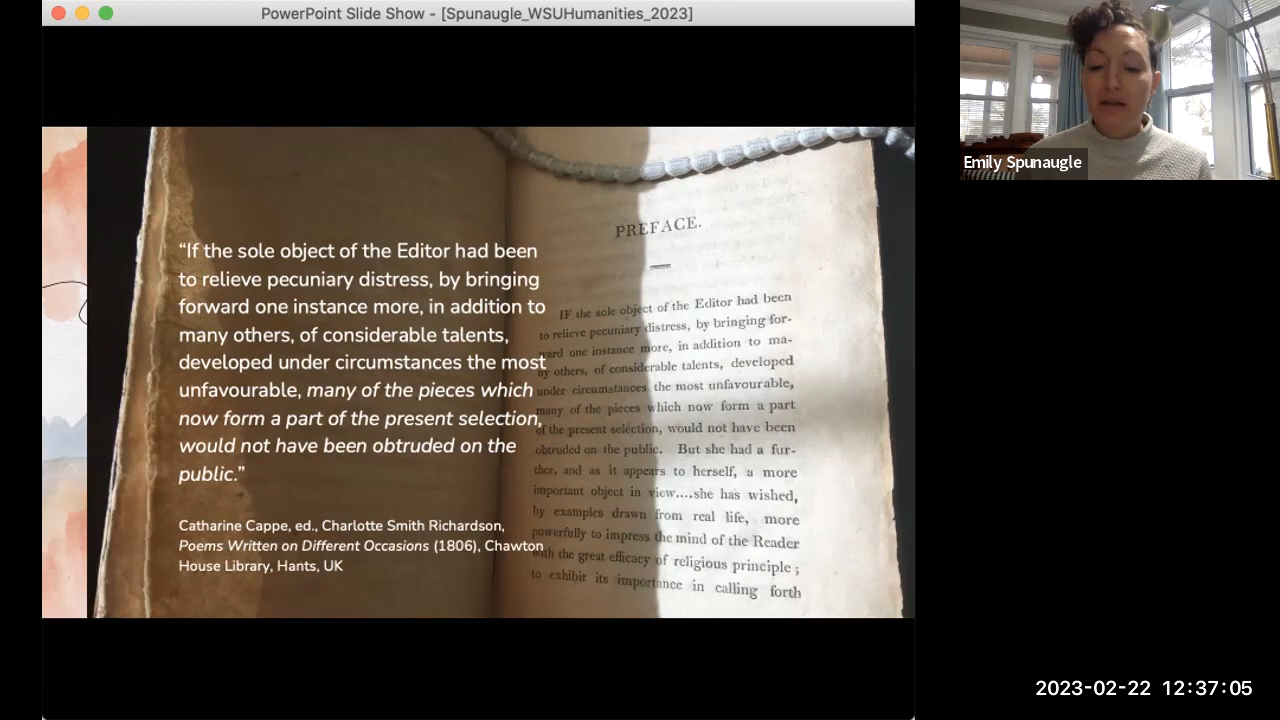 PowerPoint Slide Show - [Spunaugle_WSUHumanities_2023]
“If the sole object of the Editor had been
to relieve pecuniary distress, by bringing
forward one instance more, in addition to
many others, of considerable talents,
developed under circumstances the most
unfavourable, many of the pieces which
now form a part of the present selection,
would not have been obtruded on the
public.”
Catharine Cappe, ed., Charlotte Smith Richardson,
Poems Written on Different Occasions (1806), Chawton
House Library, Hants, UK
PREFACE.
IF the sole object of the Editor had been
to relieve pecuniary distress, by bringing for-
ward one instance more, in addition to ma-
ny others, of considerable talents, developed
under circumstances the most unfavourable,
many of the pieces which now form a part
of the present selection, would not have been
obtruded on the public. But she had a fur-
ther, and as it appears to herself, a more
important object in view....she has wished,
by examples drawn from real life, more
powerfully to impress the mind of the Reader
with the great efficacy of religious principle ;
to exhibit its importance in calling forth
Emily Spunaugle
2023-02-22 12:37:05